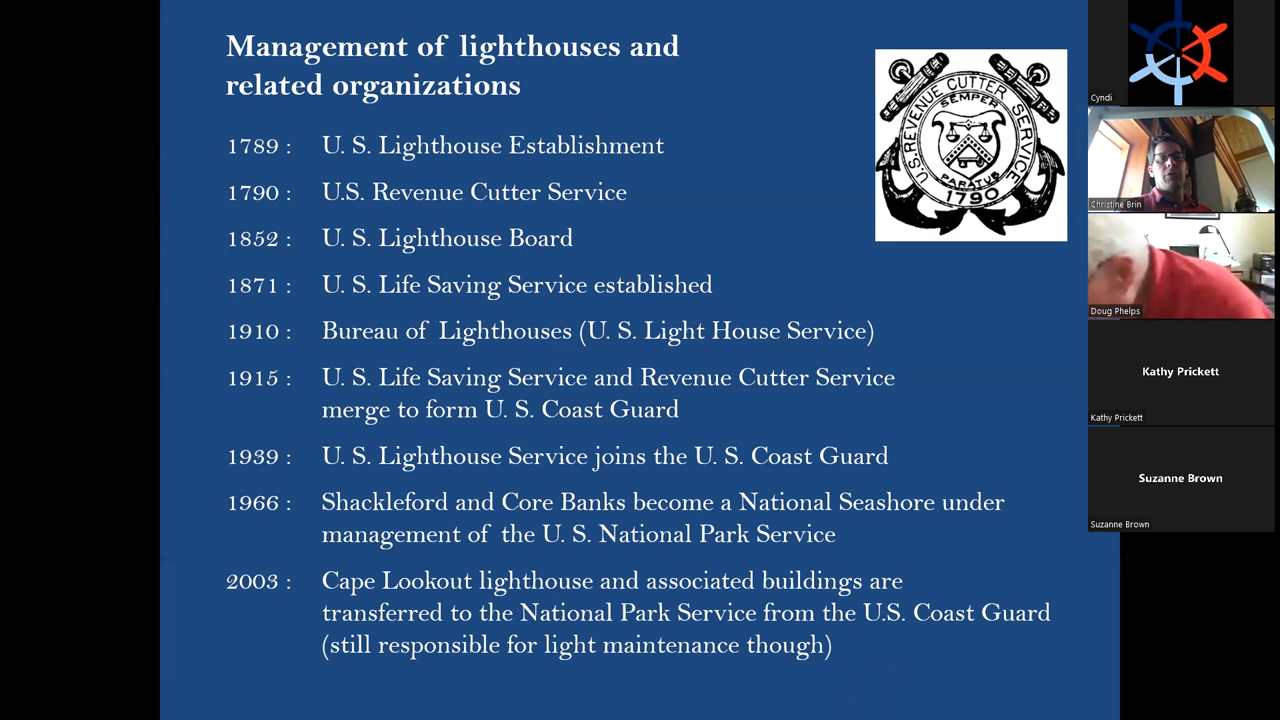 Management of lighthouses and
related organizations
1789 : U. S. Lighthouse Establishment
1790 : U.S. Revenue Cutter Service
1852 : U. S. Lighthouse Board
1871 : U. S. Life Saving Service established
1910 : Bureau of Lighthouses (U. S. Light House Service)
1915 : U. S. Life Saving Service and Revenue Cutter Service
merge to form U. S. Coast Guard
1939 : U. S. Lighthouse Service joins the U. S. Coast Guard
1966 : Shackleford and Core Banks become a National Seashore under
management of the U. S. National Park Service
2003 : Cape Lookout lighthouse and associated buildings are
transferred to the National Park Service from the U.S. Coast Guard
(still responsible for light maintenance though)
U.S. REVENUE CUTTER SERVICE
SEMPER
PARATUS
1790
Cyndi
Christine Brin
Doug Phelps
Kathy Prickett
Kathy Prickett
Suzanne Brown
Suzanne Brown